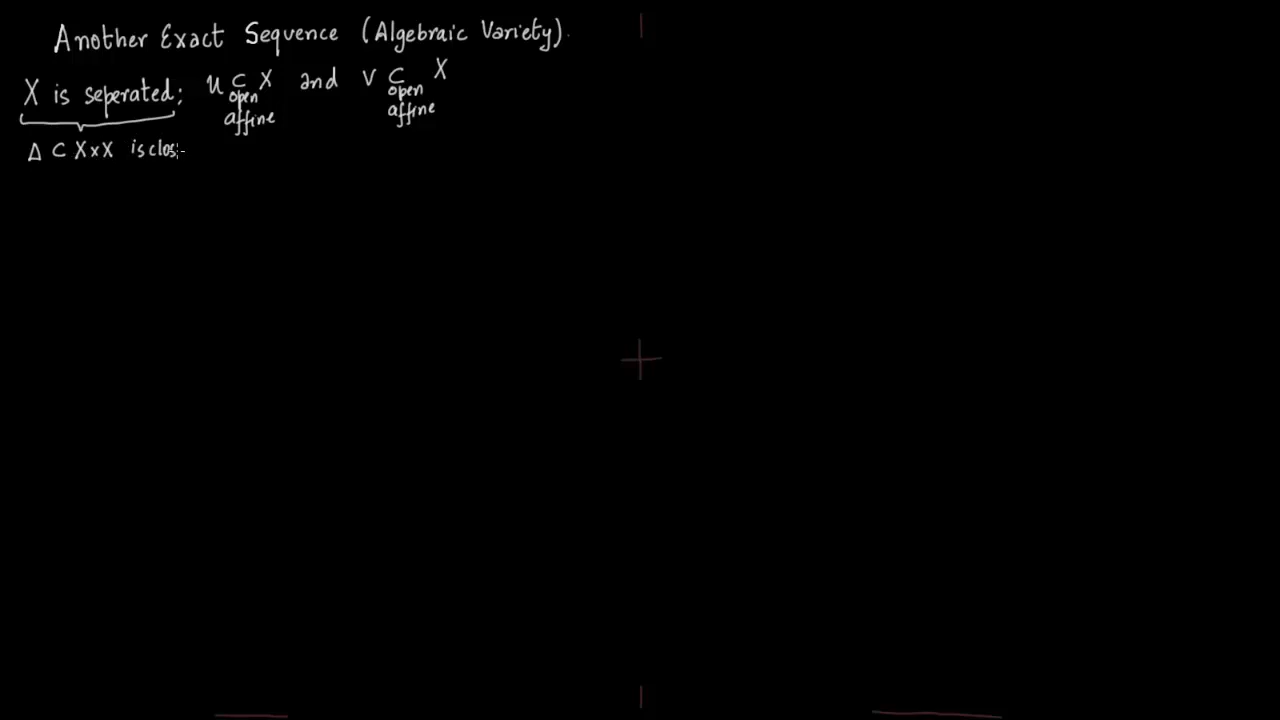 Another Exact Sequence (Algebraic Variety).
X is seperated; U ⊂ X and V ⊂ X
open open
affine affine
Δ ⊂ X×X is clos